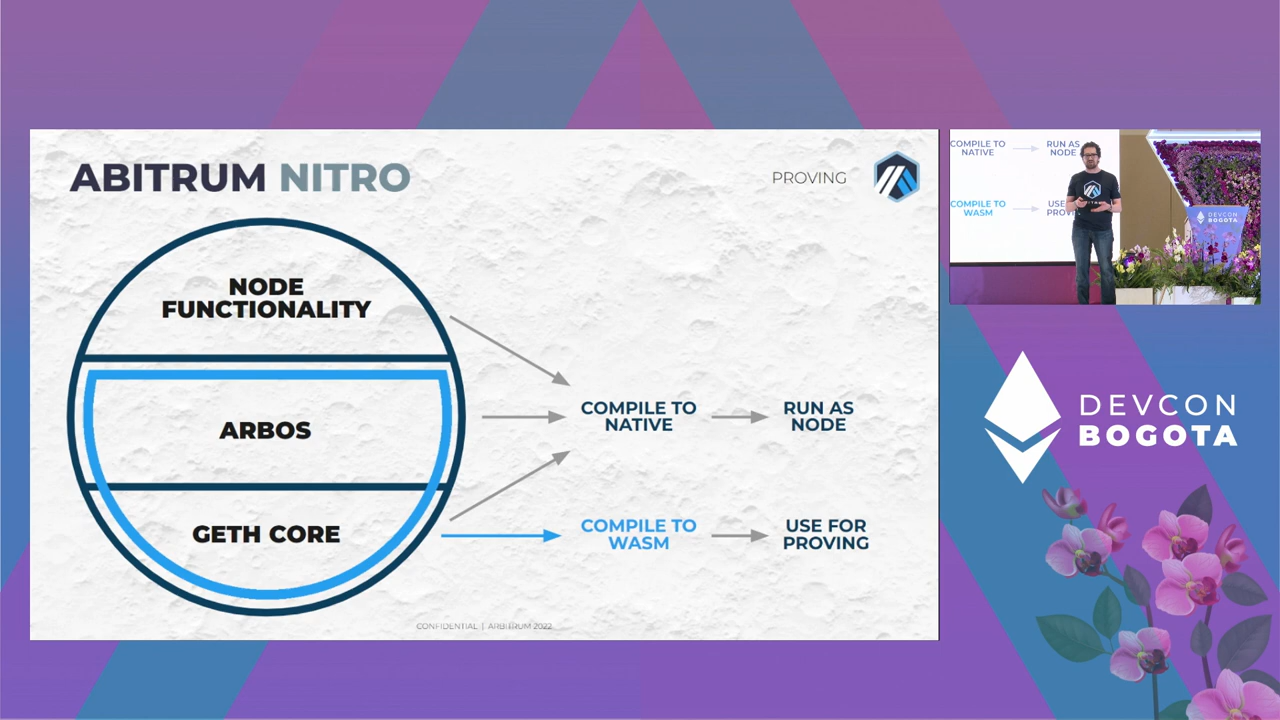 ABITRUM NITRO
PROVING
NODE
FUNCTIONALITY
ARBOS
GETH CORE
COMPILE TO
NATIVE
RUN AS
NODE
COMPILE TO
WASM
USE FOR
PROVING
CONFIDENTIAL | ARBITRUM 2022
COMPILE TO
NATIVE
RUN AS
NODE
COMPILE TO
WASM
DEVCON
BOGOTA
DEVCON
BOGOTA